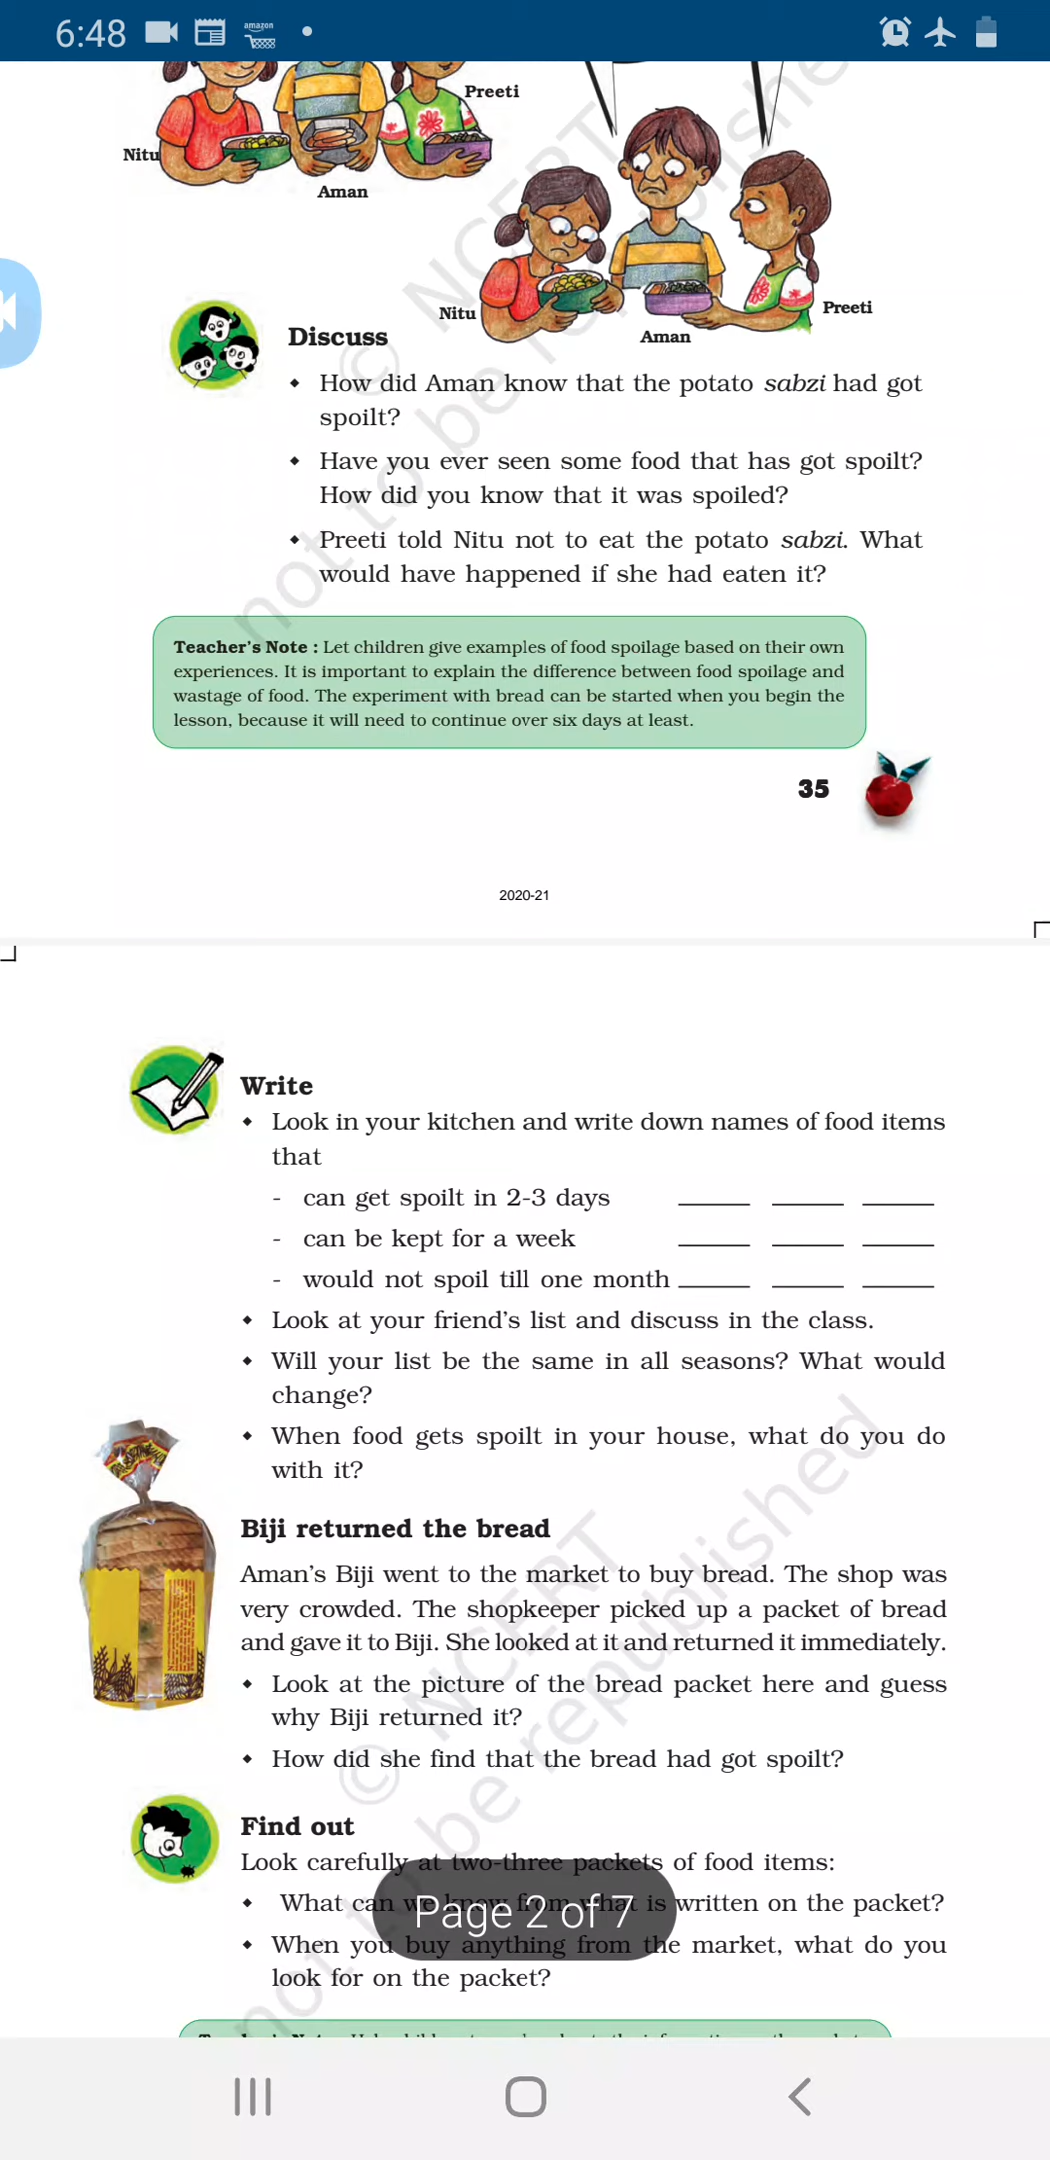 6:48
amazon
Preeti
Nitu
Aman
Nitu
Preeti
Aman
Discuss
How did Aman know that the potato sabzi had got
spoilt?
Have you ever seen some food that has got spoilt?
How did you know that it was spoiled?
Preeti told Nitu not to eat the potato sabzi. What
would have happened if she had eaten it?
Teacher's Note : Let children give examples of food spoilage based on their own
experiences. It is important to explain the difference between food spoilage and
wastage of food. The experiment with bread can be started when you begin the
lesson, because it will need to continue over six days at least.
35
2020-21
© NCERT
not to be republished
Write
Look in your kitchen and write down names of food items
that
- can get spoilt in 2-3 days
- can be kept for a week
- would not spoil till one month
Look at your friend's list and discuss in the class.
Will your list be the same in all seasons? What would
change?
When food gets spoilt in your house, what do you do
with it?
Biji returned the bread
Aman's Biji went to the market to buy bread. The shop was
very crowded. The shopkeeper picked up a packet of bread
and gave it to Biji. She looked at it and returned it immediately.
Look at the picture of the bread packet here and guess
why Biji returned it?
How did she find that the bread had got spoilt?
Find out
Look carefully at two-three packets of food items:
What can we know from what is written on the packet?
Page 2 of 7
When you buy anything from the market, what do you
look for on the packet?
© NCERT
not to be republished